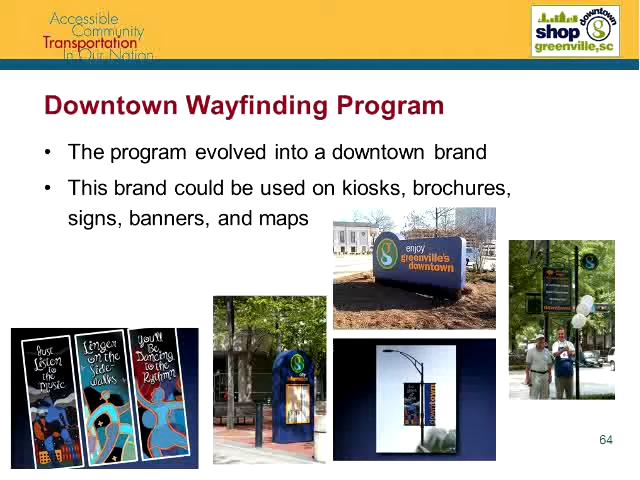 Accessible
Community
Transportation
In Our Nation
shop
downtown
g
greenville,sc
Downtown Wayfinding Program
• The program evolved into a downtown brand
• This brand could be used on kiosks, brochures,
signs, banners, and maps
g
enjoy
greenville's
downtown
Just
Listen
to
the
Music
Linger
on the
Side-
walks
You'll
Be
Dancing
to the
Rhythm
downtown
64